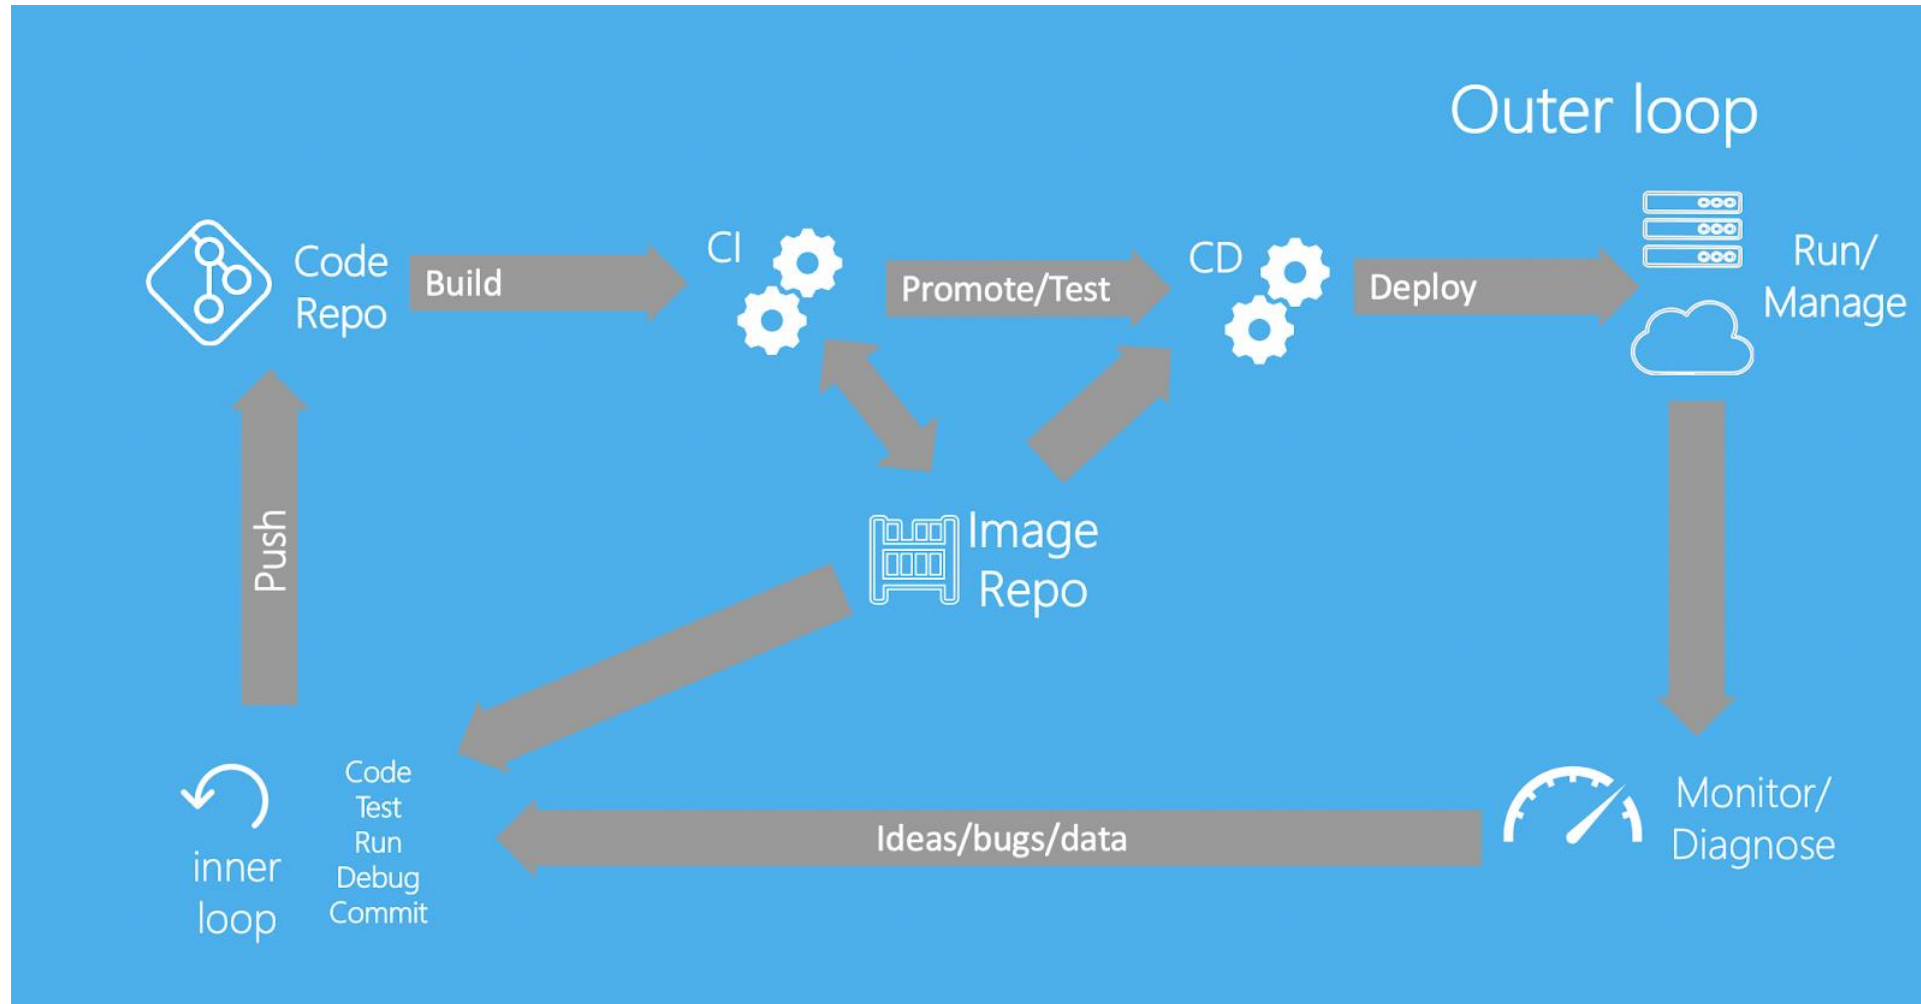 Outer loop
Code
Repo
Build
CI
Promote/Test
CD
Deploy
Run/
Manage
Push
Image
Repo
inner
loop
Code
Test
Run
Debug
Commit
Ideas/bugs/data
Monitor/
Diagnose